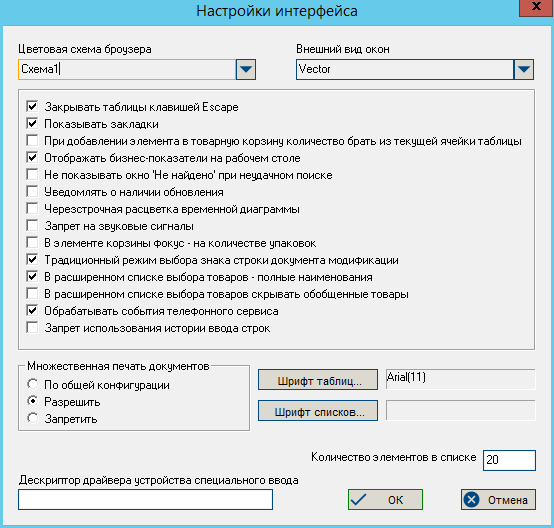 Настройки интерфейса
x
Цветовая схема броузера
Внешний вид окон
Схема1
Vector
Закрывать таблицы клавишей Escape
Показывать закладки
При добавлении элемента в товарную корзину количество брать из текущей ячейки таблицы
Отображать бизнес-показатели на рабочем столе
Не показывать окно 'Не найдено' при неудачном поиске
Уведомлять о наличии обновления
Черезстрочная расцветка временной диаграммы
Запрет на звуковые сигналы
В элементе корзины фокус - на количестве упаковок
Традиционный режим выбора знака строки документа модификации
В расширенном списке выбора товаров - полные наименования
В расширенном списке выбора товаров скрывать обобщенные товары
Обрабатывать события телефонного сервиса
Запрет использования истории ввода строк
Множественная печать документов
По общей конфигурации
Разрешить
Запретить
Шрифт таблиц...
Arial(11)
Шрифт списков...
Количество элементов в списке
20
Дескриптор драйвера устройства специального ввода
ОК
Отмена